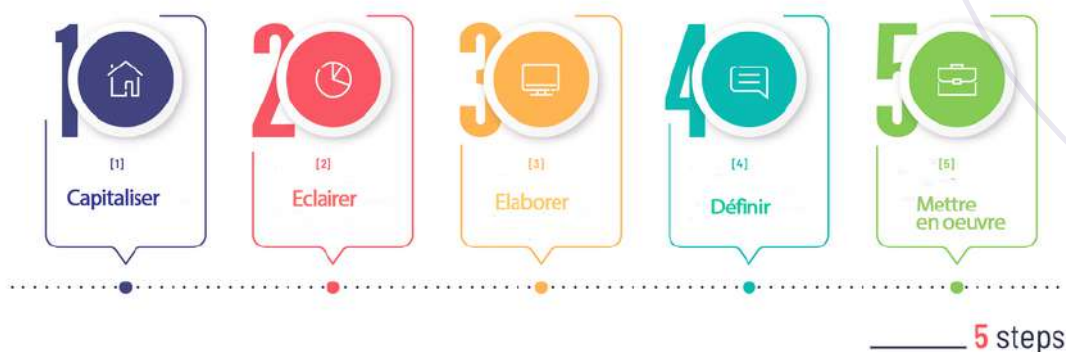 1
2
3
4
5
[1]
[2]
[3]
[4]
[5]
Capitaliser
Eclairer
Elaborer
Définir
Mettre
en oeuvre
5 steps